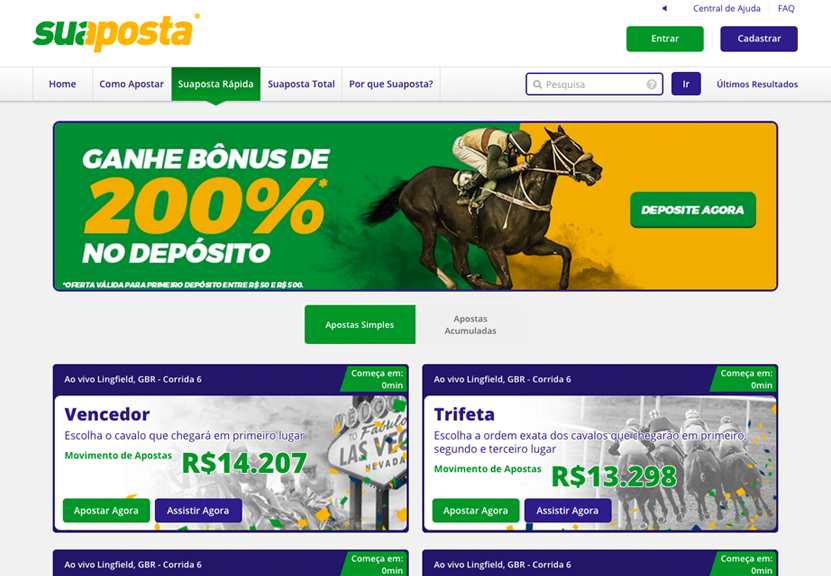 Central de Ajuda FAQ
suaposta
Entrar Cadastrar
Home Como Apostar Suaposta Rápida Suaposta Total Por que Suaposta? Pesquisa ? Ir Últimos Resultados
GANHE BÔNUS DE
200%*
NO DEPÓSITO
DEPOSITE AGORA
*OFERTA VÁLIDA PARA PRIMEIRO DEPÓSITO ENTRE R$ 50 E R$ 500.
Apostas Simples
Apostas
Acumuladas
Ao vivo Lingfield, GBR - Corrida 6
Começa em:
0min
Vencedor
Escolha o cavalo que chegará em primeiro lugar
Movimento de Apostas R$14.207
TO Fabulous
LAS VE
NEVADA
Apostar Agora Assistir Agora
Ao vivo Lingfield, GBR - Corrida 6
Começa em:
0min
Trifeta
Escolha a ordem exata dos cavalos que chegarão em primeiro,
segundo e terceiro lugar
Movimento de Apostas R$13.298
Apostar Agora Assistir Agora
Ao vivo Lingfield, GBR - Corrida 6
Começa em:
0min
Ao vivo Lingfield, GBR - Corrida 6
Começa em:
0min